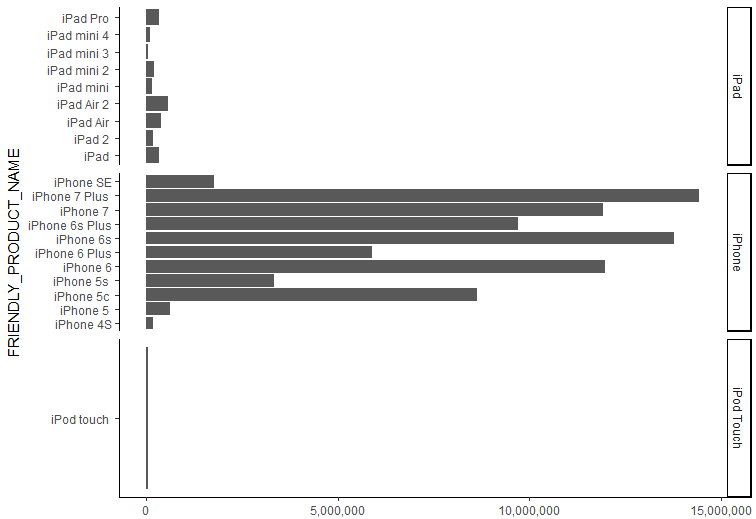 FRIENDLY_PRODUCT_NAME
iPad Pro
iPad mini 4
iPad mini 3
iPad mini 2
iPad mini
iPad Air 2
iPad Air
iPad 2
iPad
iPad
iPhone SE
iPhone 7 Plus
iPhone 7
iPhone 6s Plus
iPhone 6s
iPhone 6 Plus
iPhone 6
iPhone 5s
iPhone 5c
iPhone 5
iPhone 4S
iPhone
iPod touch
iPod Touch
0
5,000,000
10,000,000
15,000,000